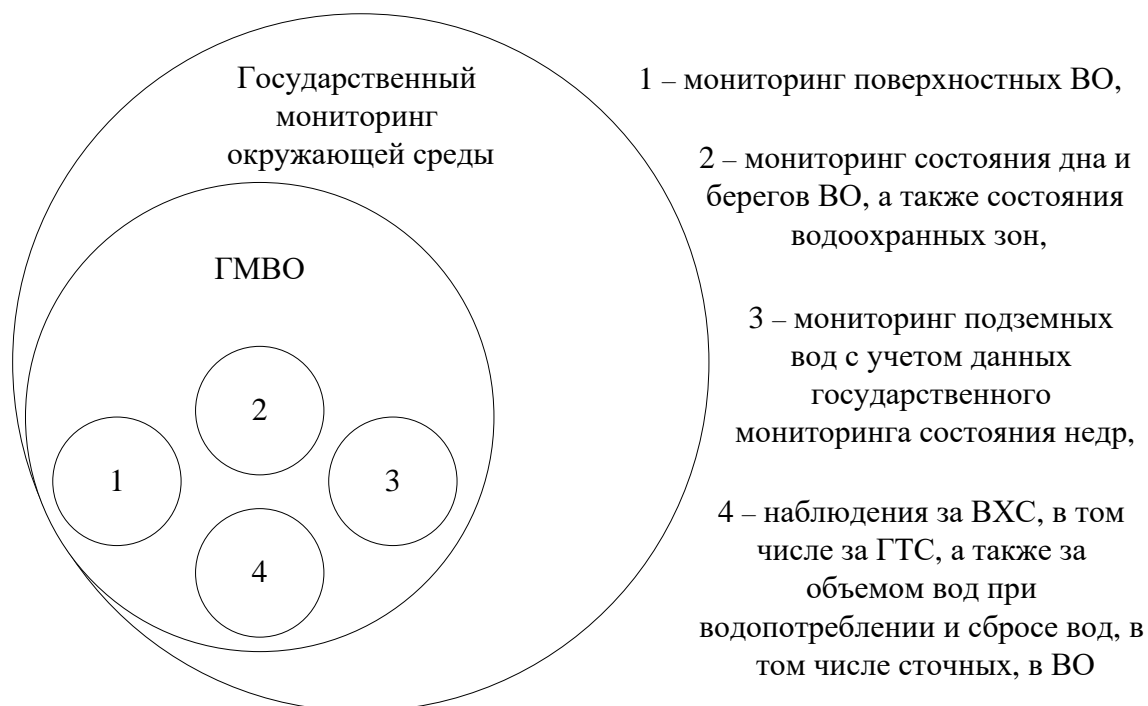 Государственный
мониторинг
окружающей среды
ГМВО
2
1
3
4
1 – мониторинг поверхностных ВО,
2 – мониторинг состояния дна и
берегов ВО, а также состояния
водоохранных зон,
3 – мониторинг подземных
вод с учетом данных
государственного
мониторинга состояния недр,
4 – наблюдения за ВХС, в том
числе за ГТС, а также за
объемом вод при
водопотреблении и сбросе вод, в
том числе сточных, в ВО